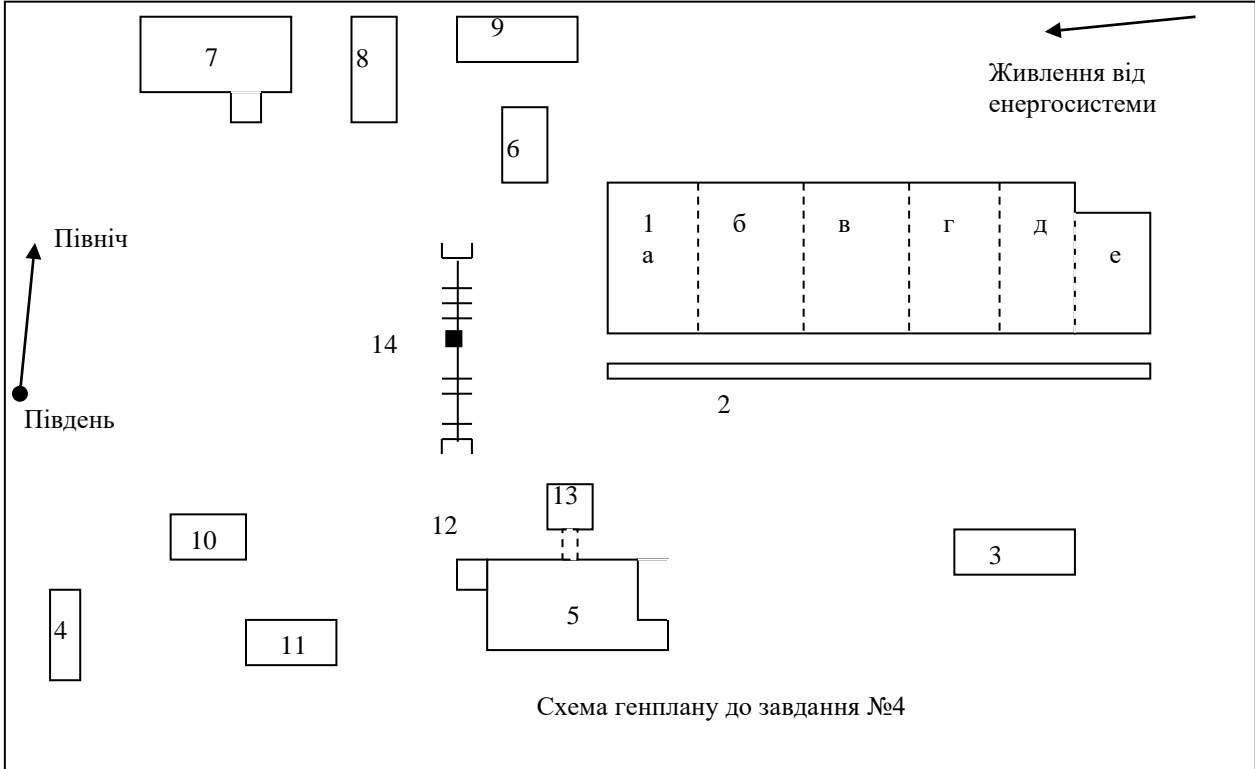 9
7
8
Живлення від
енергосистеми
6
1
а
б
в
г
д
е
Північ
14
2
Південь
13
12
10
3
5
4
11
Схема генплану до завдання №4